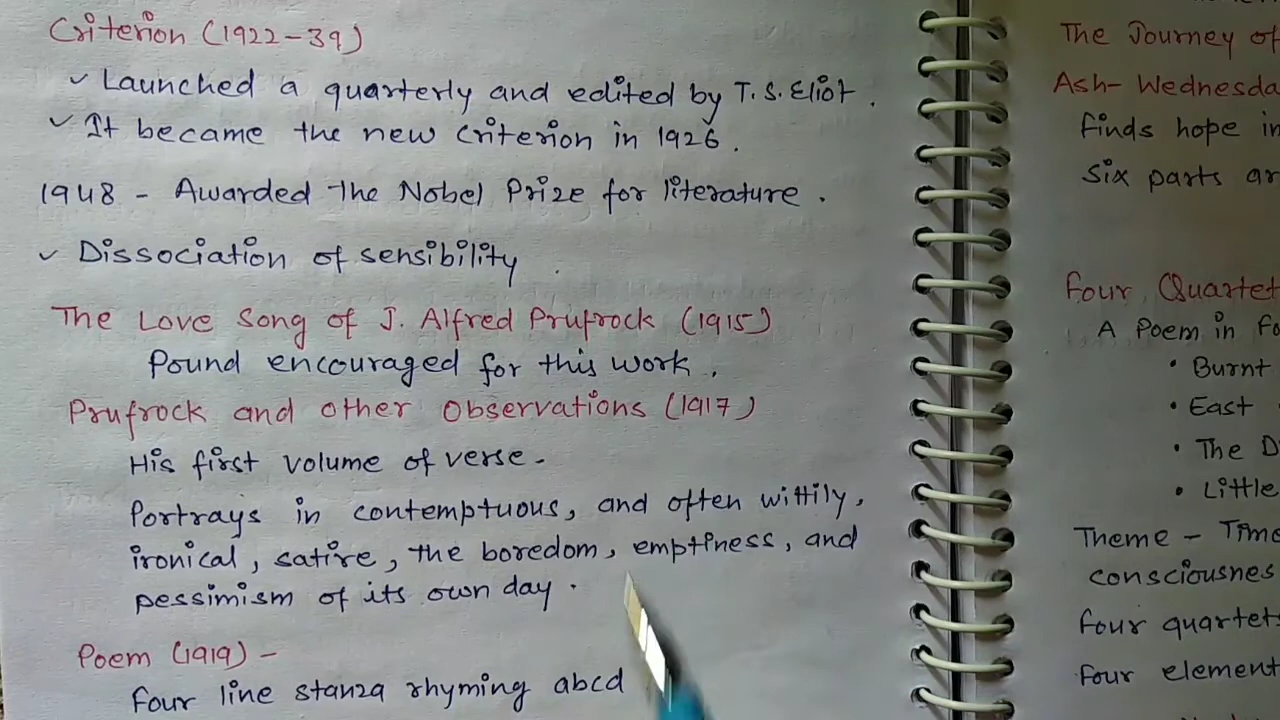 Criterion (1922-39)
✓ Launched a quarterly and edited by T.S. Eliot.
✓ It became the new Criterion in 1926.
1948 - Awarded the Nobel Prize for literature.
✓ Dissociation of sensibility
The Love Song of J. Alfred Prufrock (1915)
Pound encouraged for this work.
Prufrock and other Observations (1917)
His first volume of verse.
Portrays in contemptuous, and often wittily,
ironical, satire, the boredom, emptiness, and
pessimism of its own day.
Poem (1919) -
four line stanza rhyming abcd
The Journey of
Ash-Wednesda
finds hope in
Six parts ar
Four Quartet
A Poem in Fo
• Burnt
• East
• The D
• Little
Theme - Time
consciousnes
four quartets
four element